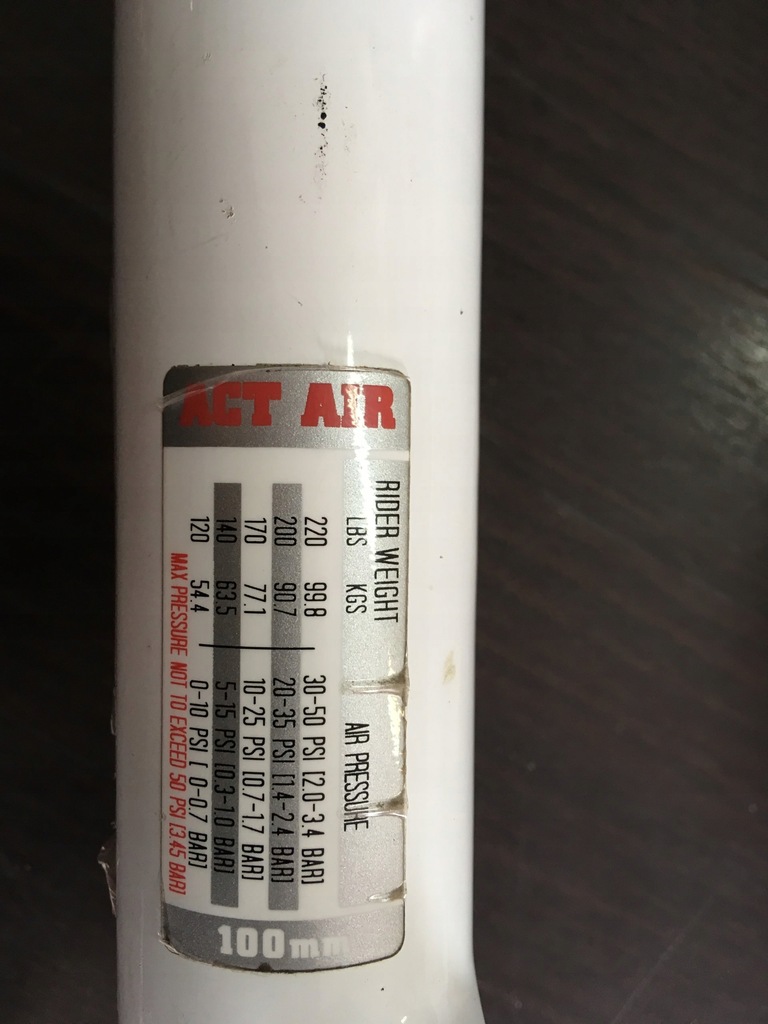 ACT AIR
RIDER WEIGHT AIR PRESSURE
LBS KGS
220 99.8 30-50 PSI [2.0-3.4 BAR]
200 90.7 20-35 PSI [1.4-2.4 BAR]
170 77.1 10-25 PSI [0.7-1.7 BAR]
140 63.5 5-15 PSI [0.3-1.0 BAR]
120 54.4 0-10 PSI [ 0-0.7 BAR]
MAX PRESSURE NOT TO EXCEED 50 PSI [3.45 BAR]
100mm